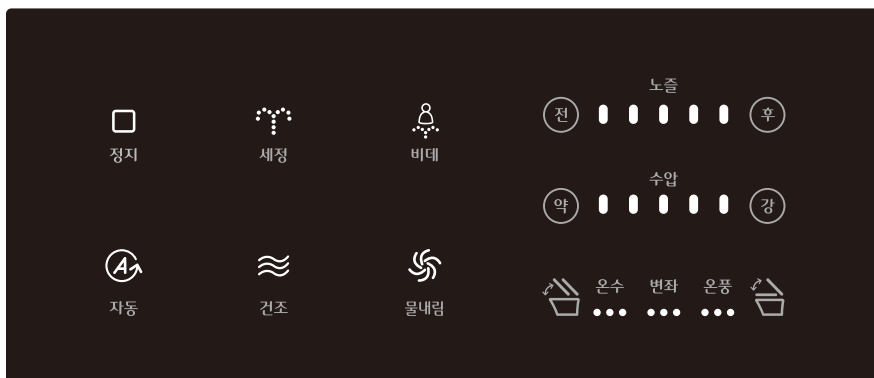 정지
세정
비데
자동
A
건조
물내림
노즐
전
후
수압
약
강
온수
변좌
온풍